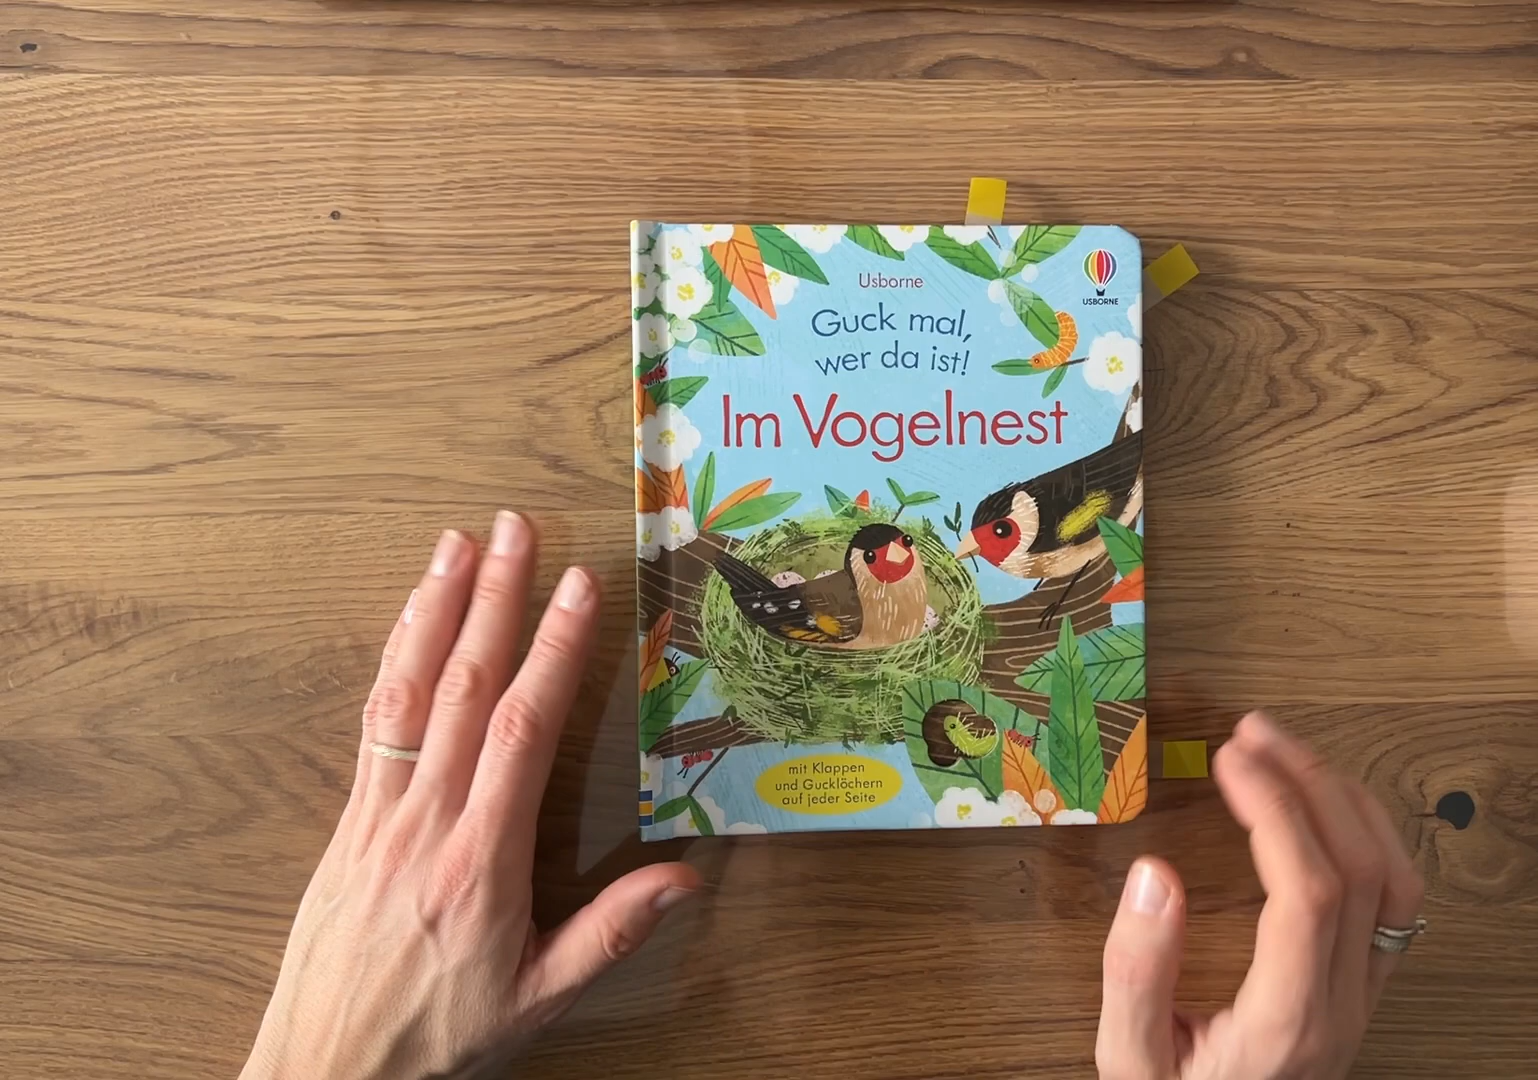 Usborne
USBORNE
Guck mal,
wer da ist!
Im Vogelnest
mit Klappen
und Gucklöchern
auf jeder Seite